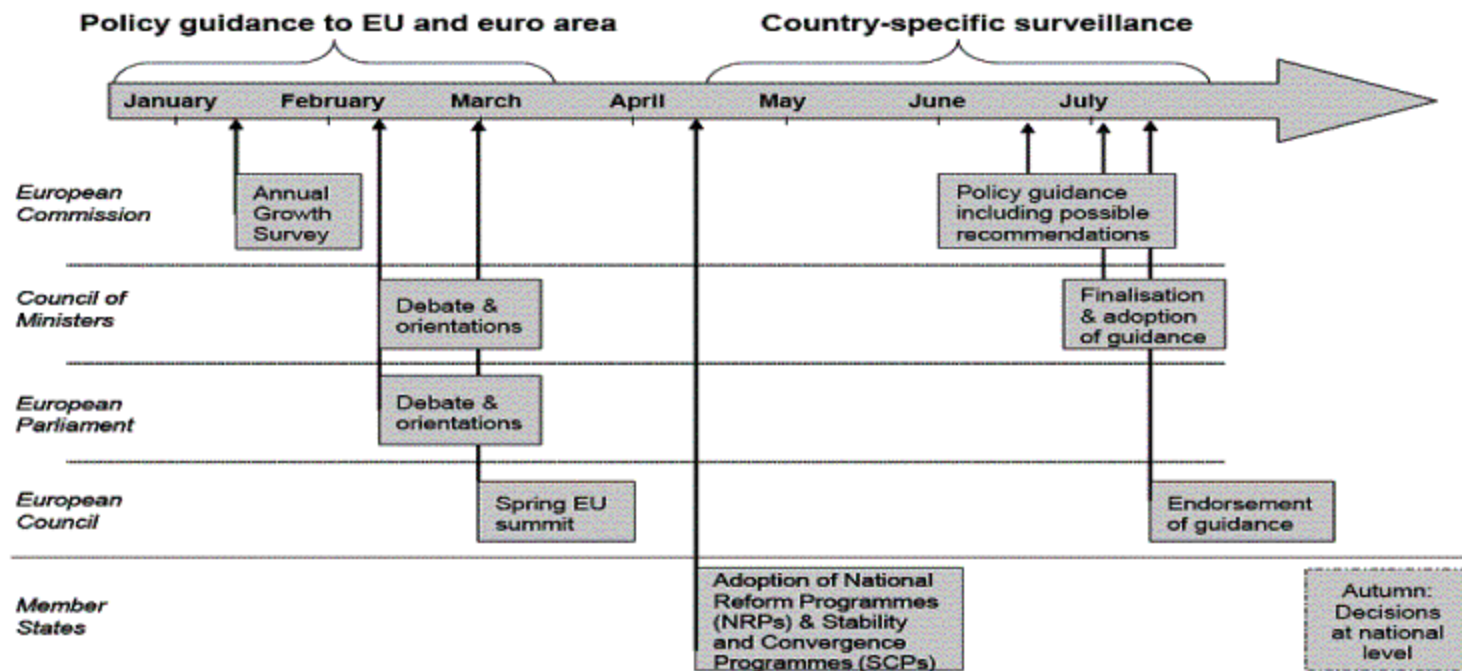 Policy guidance to EU and euro area
Country-specific surveillance
January February March April May June July
European
Commission
Annual
Growth
Survey
Policy guidance
including possible
recommendations
Council of
Ministers
Debate &
orientations
Finalisation
& adoption
of guidance
European
Parliament
Debate &
orientations
European
Council
Spring EU
summit
Endorsement
of guidance
Member
States
Adoption of National
Reform Programmes
(NRPs) & Stability
and Convergence
Programmes (SCPs)
Autumn:
Decisions
at national
level